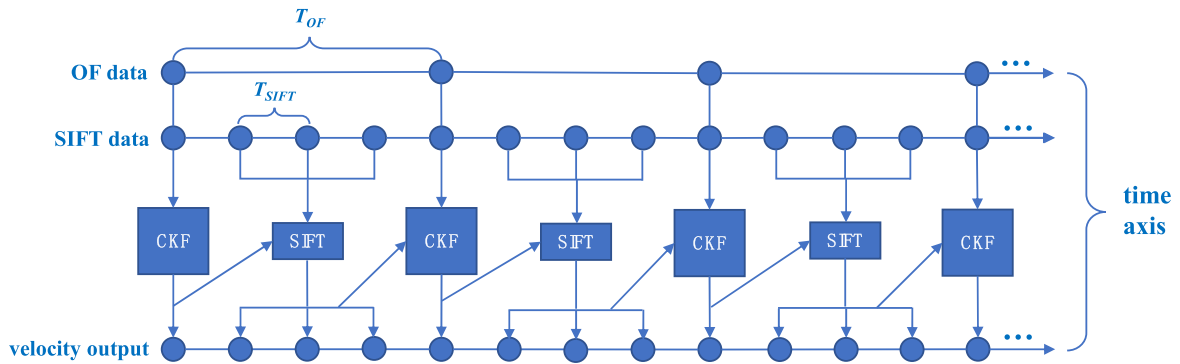 T_OF
OF data
...
T_SIFT
SIFT data
...
CKF
SIFT
CKF
SIFT
CKF
SIFT
CKF
time
axis
velocity output
...